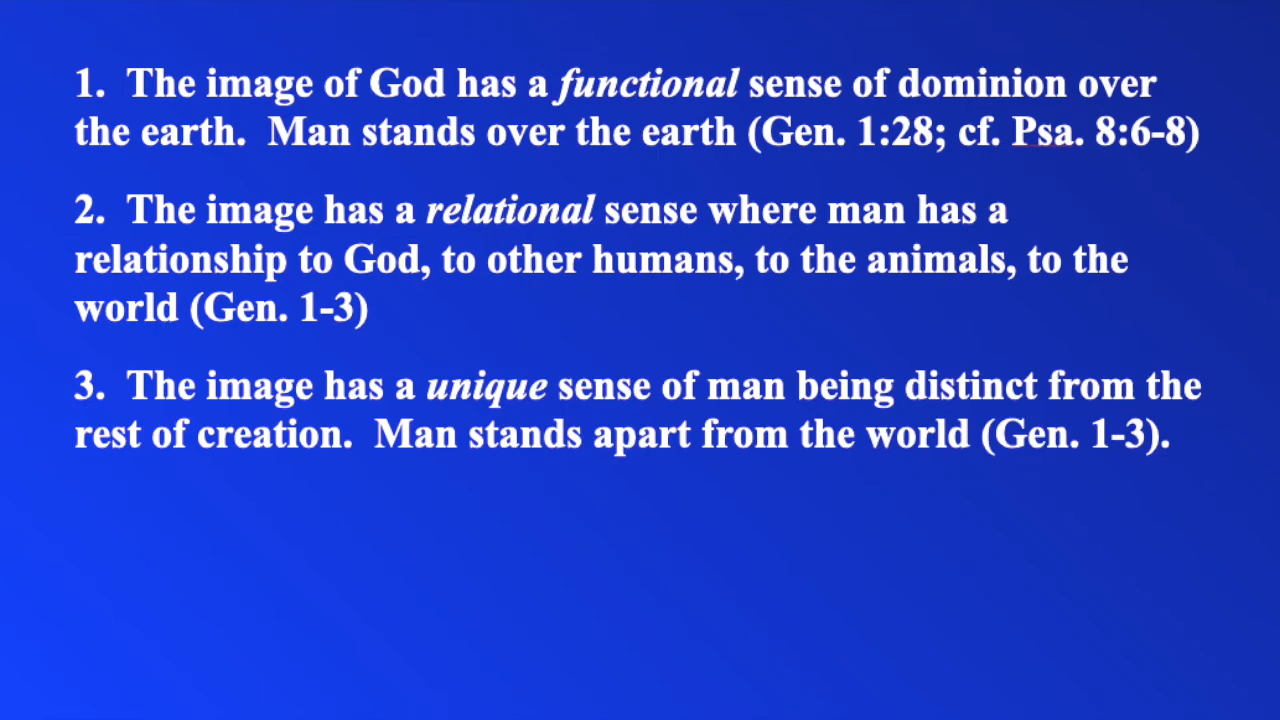 1.  The image of God has a functional sense of dominion over
the earth.  Man stands over the earth (Gen. 1:28; cf. Psa. 8:6-8)
2.  The image has a relational sense where man has a
relationship to God, to other humans, to the animals, to the
world (Gen. 1-3)
3.  The image has a unique sense of man being distinct from the
rest of creation.  Man stands apart from the world (Gen. 1-3).